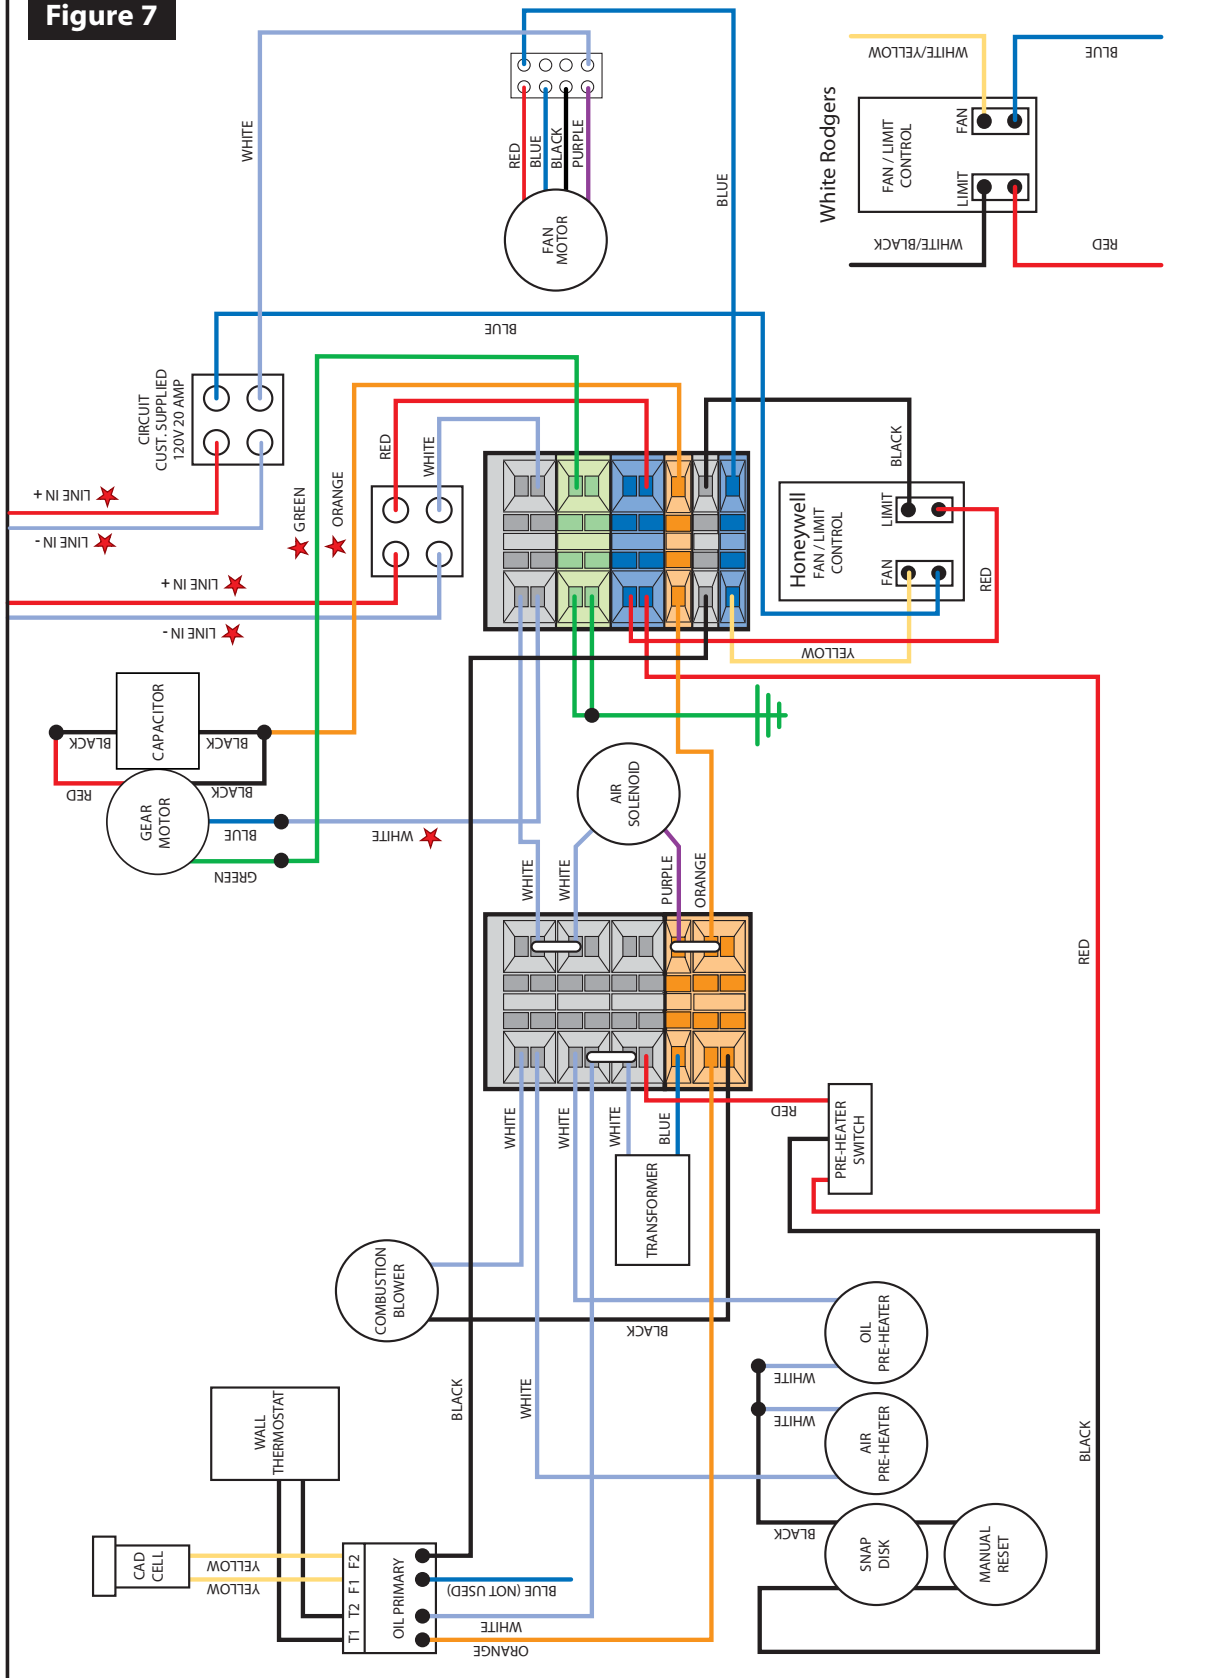 Figure 7
WHITE
RED
BLUE
BLACK
PURPLE
FAN
MOTOR
BLUE
White Rodgers
WHITE/YELLOW
BLUE
FAN / LIMIT
CONTROL
FAN
LIMIT
WHITE/BLACK
RED
BLUE
CIRCUIT
CUST. SUPPLIED
120V 20 AMP
LINE IN +
LINE IN -
GREEN
ORANGE
RED
WHITE
LINE IN +
LINE IN -
BLACK
Honeywell
FAN / LIMIT
CONTROL
LIMIT
FAN
RED
YELLOW
CAPACITOR
BLACK
BLACK
RED
BLACK
GEAR
MOTOR
BLUE
GREEN
WHITE
AIR
SOLENOID
WHITE
WHITE
PURPLE
ORANGE
RED
WHITE
WHITE
WHITE
BLUE
RED
PRE-HEATER
SWITCH
TRANSFORMER
COMBUSTION
BLOWER
BLACK
OIL
PRE-HEATER
WHITE
WHITE
AIR
PRE-HEATER
BLACK
WHITE
BLACK
WALL
THERMOSTAT
BLACK
SNAP
DISK
MANUAL
RESET
CAD
CELL
YELLOW
YELLOW
T1 T2 F1 F2
OIL PRIMARY
BLUE (NOT USED)
WHITE
ORANGE